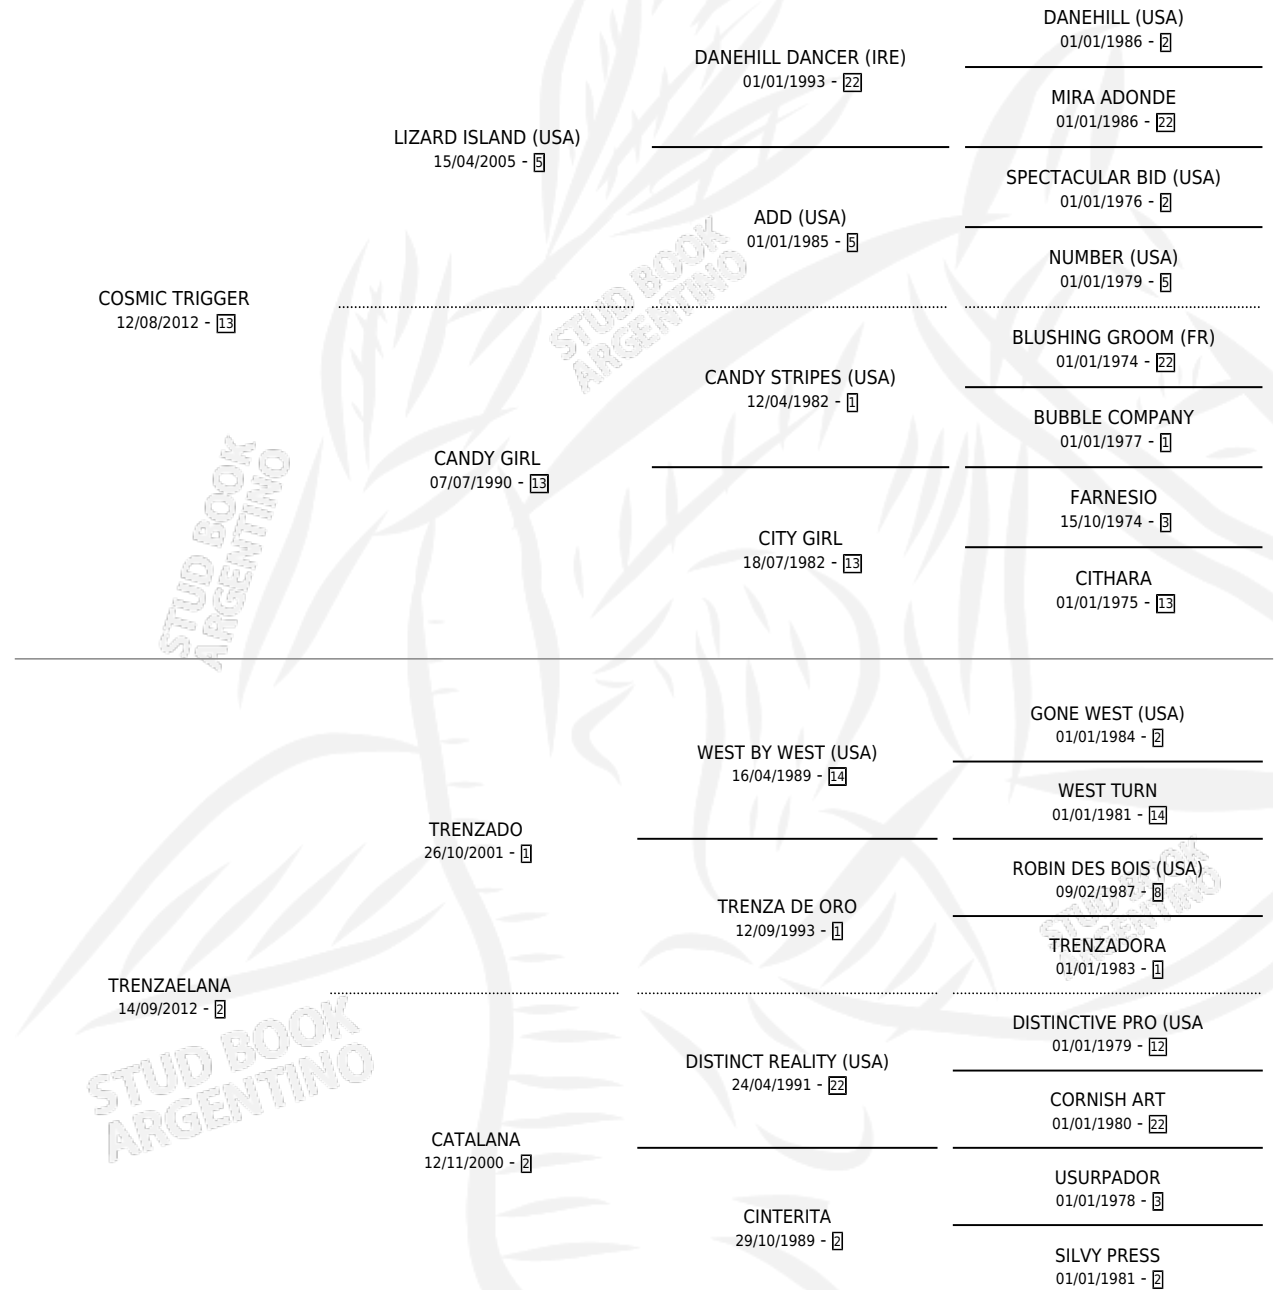 DANEHILL (USA)
01/01/1986 - 2
DANEHILL DANCER (IRE)
01/01/1993 - 22
MIRA ADONDE
01/01/1986 - 22
LIZARD ISLAND (USA)
15/04/2005 - 5
SPECTACULAR BID (USA)
01/01/1976 - 2
ADD (USA)
01/01/1985 - 5
NUMBER (USA)
01/01/1979 - 5
COSMIC TRIGGER
12/08/2012 - 13
STUD BOOK
ARGENTINO
BLUSHING GROOM (FR)
01/01/1974 - 22
CANDY STRIPES (USA)
12/04/1982 - 1
BUBBLE COMPANY
01/01/1977 - 1
CANDY GIRL
07/07/1990 - 13
FARNESIO
15/10/1974 - 3
CITY GIRL
18/07/1982 - 13
CITHARA
01/01/1975 - 13
STUD BOOK
ARGENTINO
GONE WEST (USA)
01/01/1984 - 2
WEST BY WEST (USA)
16/04/1989 - 14
WEST TURN
01/01/1981 - 14
TRENZADO
26/10/2001 - 1
ROBIN DES BOIS (USA)
09/02/1987 - 8
TRENZA DE ORO
12/09/1993 - 1
STUD BOOK
ARGENTINO
TRENZADORA
01/01/1983 - 1
TRENZAELANA
14/09/2012 - 2
STUD BOOK
ARGENTINO
DISTINCTIVE PRO (USA
01/01/1979 - 12
DISTINCT REALITY (USA)
24/04/1991 - 22
CORNISH ART
01/01/1980 - 22
CATALANA
12/11/2000 - 2
USURPADOR
01/01/1978 - 3
CINTERITA
29/10/1989 - 2
SILVY PRESS
01/01/1981 - 2